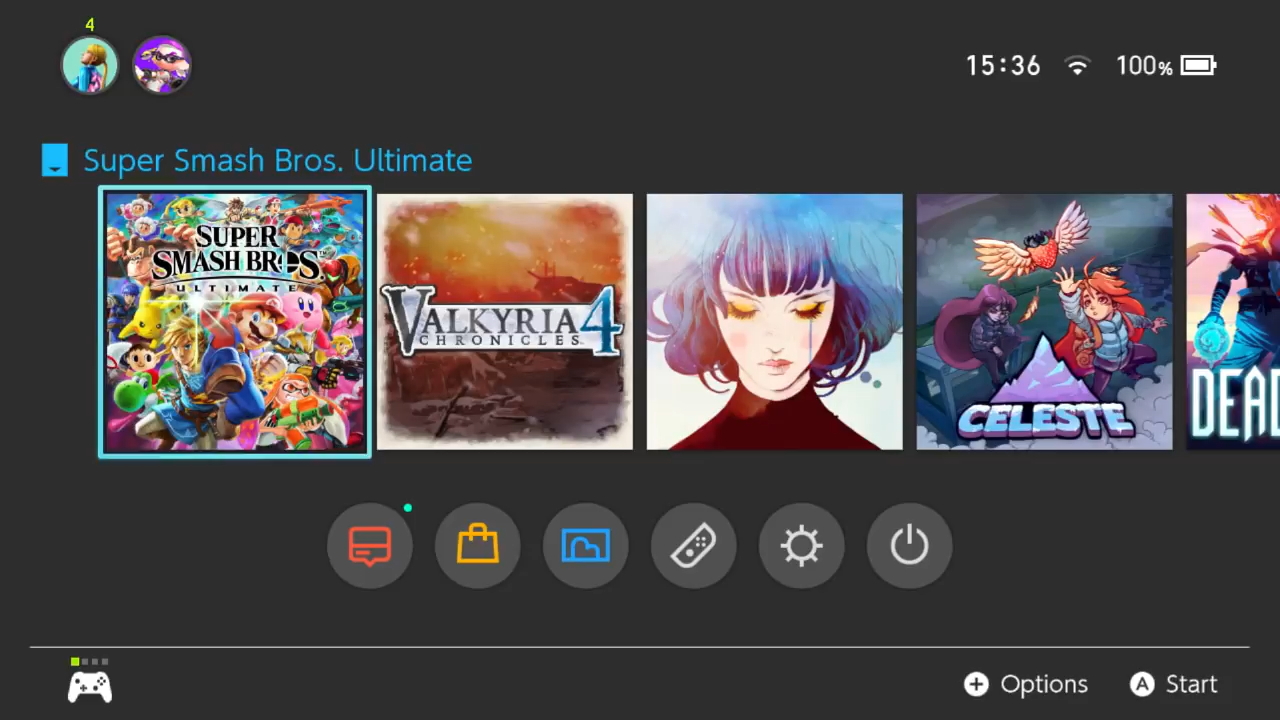 4
15:36 100%
Super Smash Bros. Ultimate
SUPER
SMASH BROS.
ULTIMATE
VALKYRIA 4
CHRONICLES
CELESTE
DEAD
+ Options A Start